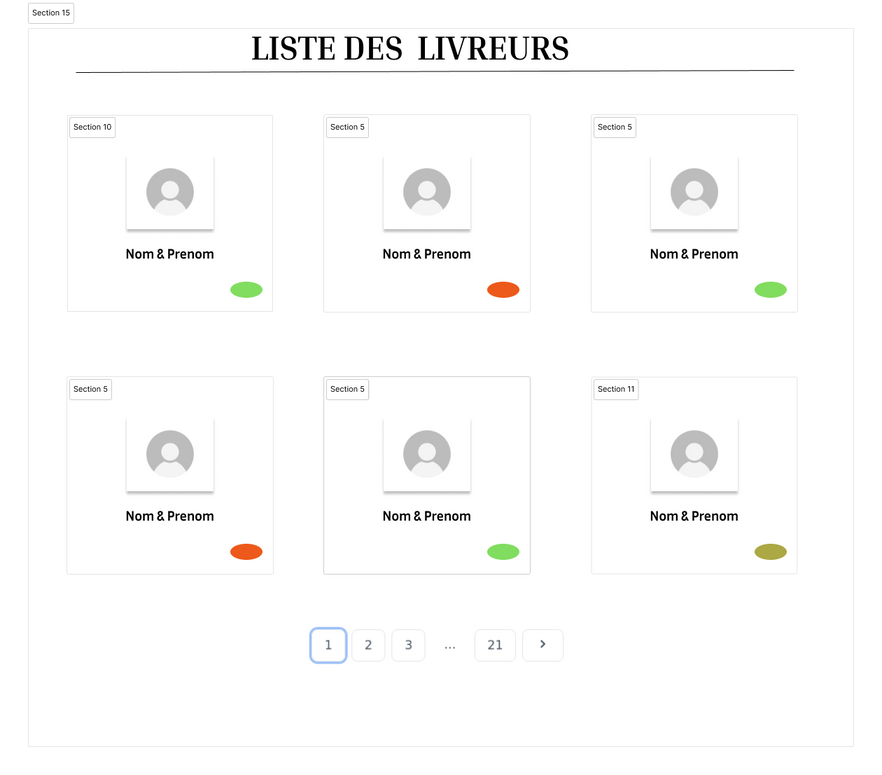 Section 15
LISTE DES LIVREURS
Section 10
Section 5
Section 5
Nom & Prenom
Nom & Prenom
Nom & Prenom
Section 5
Section 5
Section 11
Nom & Prenom
Nom & Prenom
Nom & Prenom
1 2 3 ... 21 >